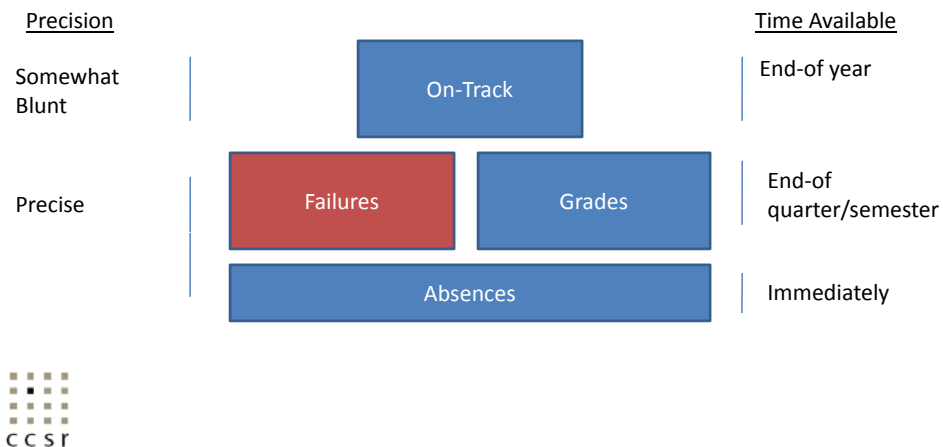 Precision
Time Available
Somewhat
Blunt
On-Track
End-of year
Precise
Failures
Grades
End-of
quarter/semester
Absences
Immediately
ccsr